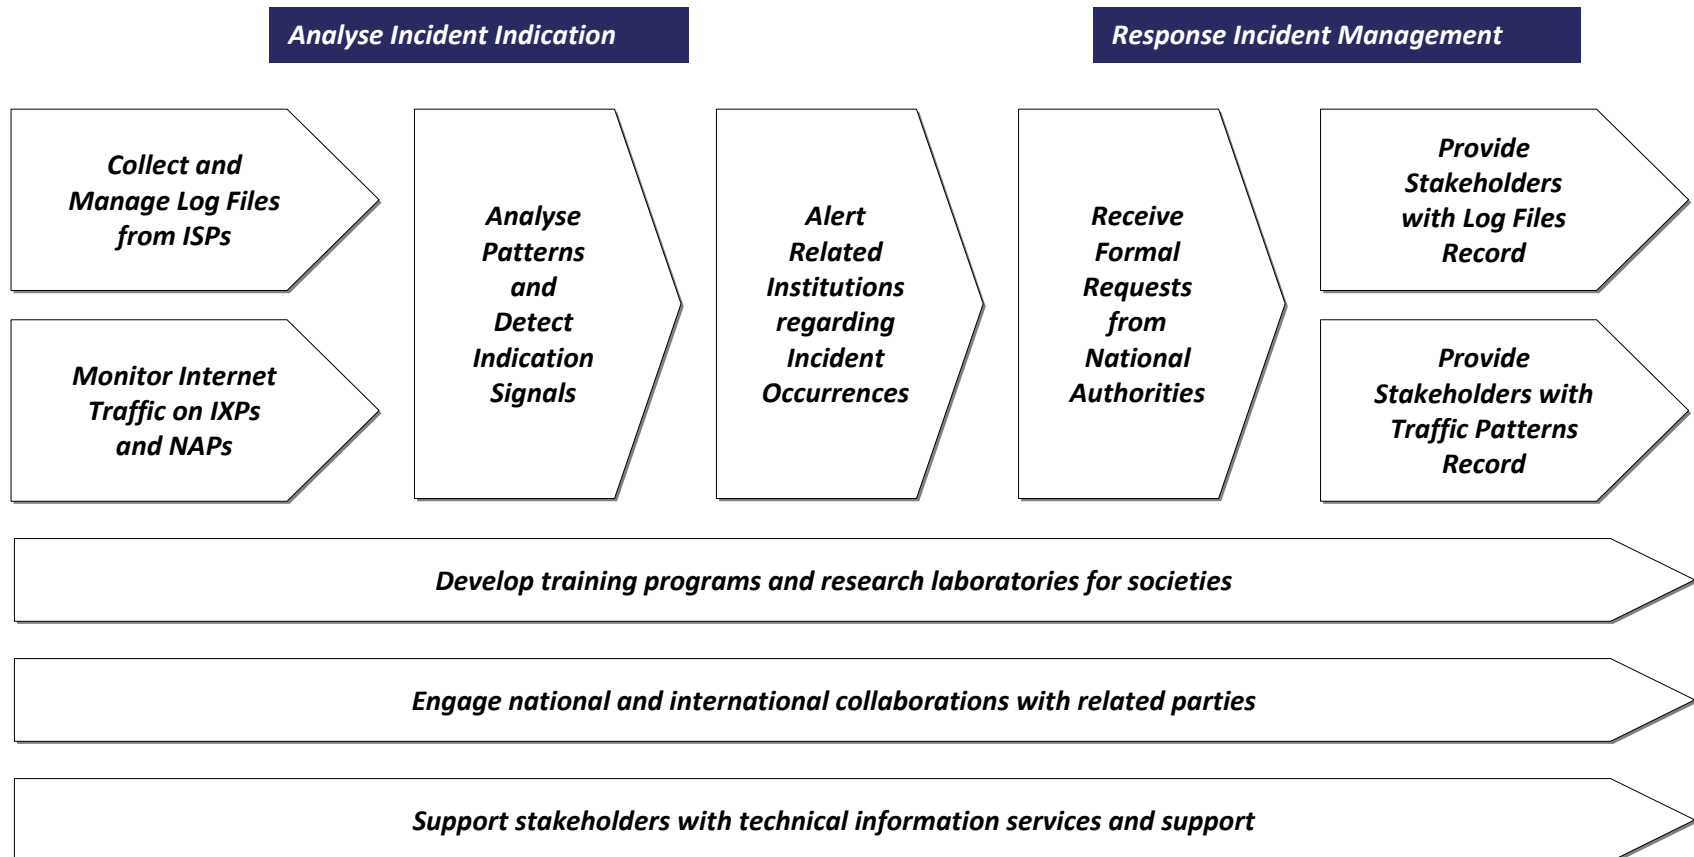 Analyse Incident Indication
Response Incident Management
Collect and
Manage Log Files
from ISPs
Monitor Internet
Traffic on IXPs
and NAPs
Analyse
Patterns
and
Detect
Indication
Signals
Alert
Related
Institutions
regarding
Incident
Occurrences
Receive
Formal
Requests
from
National
Authorities
Provide
Stakeholders
with Log Files
Record
Provide
Stakeholders with
Traffic Patterns
Record
Develop training programs and research laboratories for societies
Engage national and international collaborations with related parties
Support stakeholders with technical information services and support